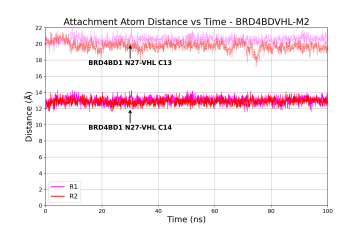 Attachment Atom Distance vs Time - BRD4BDVHL-M2
22
20
18
16
14
12
10
8
6
4
2
0
Distance (Å)
BRD4BD1 N27-VHL C13
BRD4BD1 N27-VHL C14
R1
R2
0 20 40 60 80 100
Time (ns)